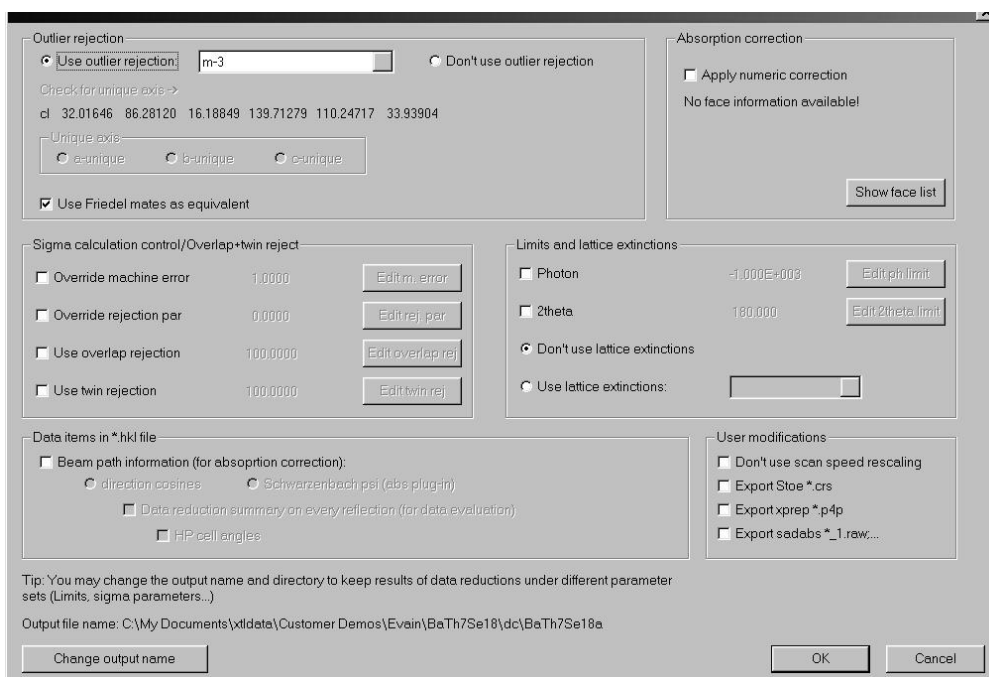 Outlier rejection
Use outlier rejection: m-3 Don't use outlier rejection
Check for unique axis ->
cl 32.01646 86.28120 16.18849 139.71279 110.24717 33.93904
Unique axis
a-unique b-unique c-unique
Use Friedel mates as equivalent
Absorption correction
Apply numeric correction
No face information available!
Show face list
Sigma calculation control/Overlap+twin reject
Override machine error 1.0000 Edit m. error
Override rejection par 0.0000 Edit rej. par
Use overlap rejection 100.0000 Edit overlap rej
Use twin rejection 100.0000 Edit twin rej
Limits and lattice extinctions
Photon -1.000E+003 Edit ph limit
2theta 180.000 Edit 2theta limit
Don't use lattice extinctions
Use lattice extinctions:
Data items in *.hkl file
Beam path information (for absoprtion correction):
direction cosines Schwarzenbach psi (abs plug-in)
Data reduction summary on every reflection (for data evaluation)
HP cell angles
User modifications
Don't use scan speed rescaling
Export Stoe *.crs
Export xprep *.p4p
Export sadabs *_1.raw;...
Tip: You may change the output name and directory to keep results of data reductions under different parameter
sets (Limits, sigma parameters...)
Output file name: C:\My Documents\xtldata\Customer Demos\Evain\BaTh7Se18\dc\BaTh7Se18a
Change output name OK Cancel